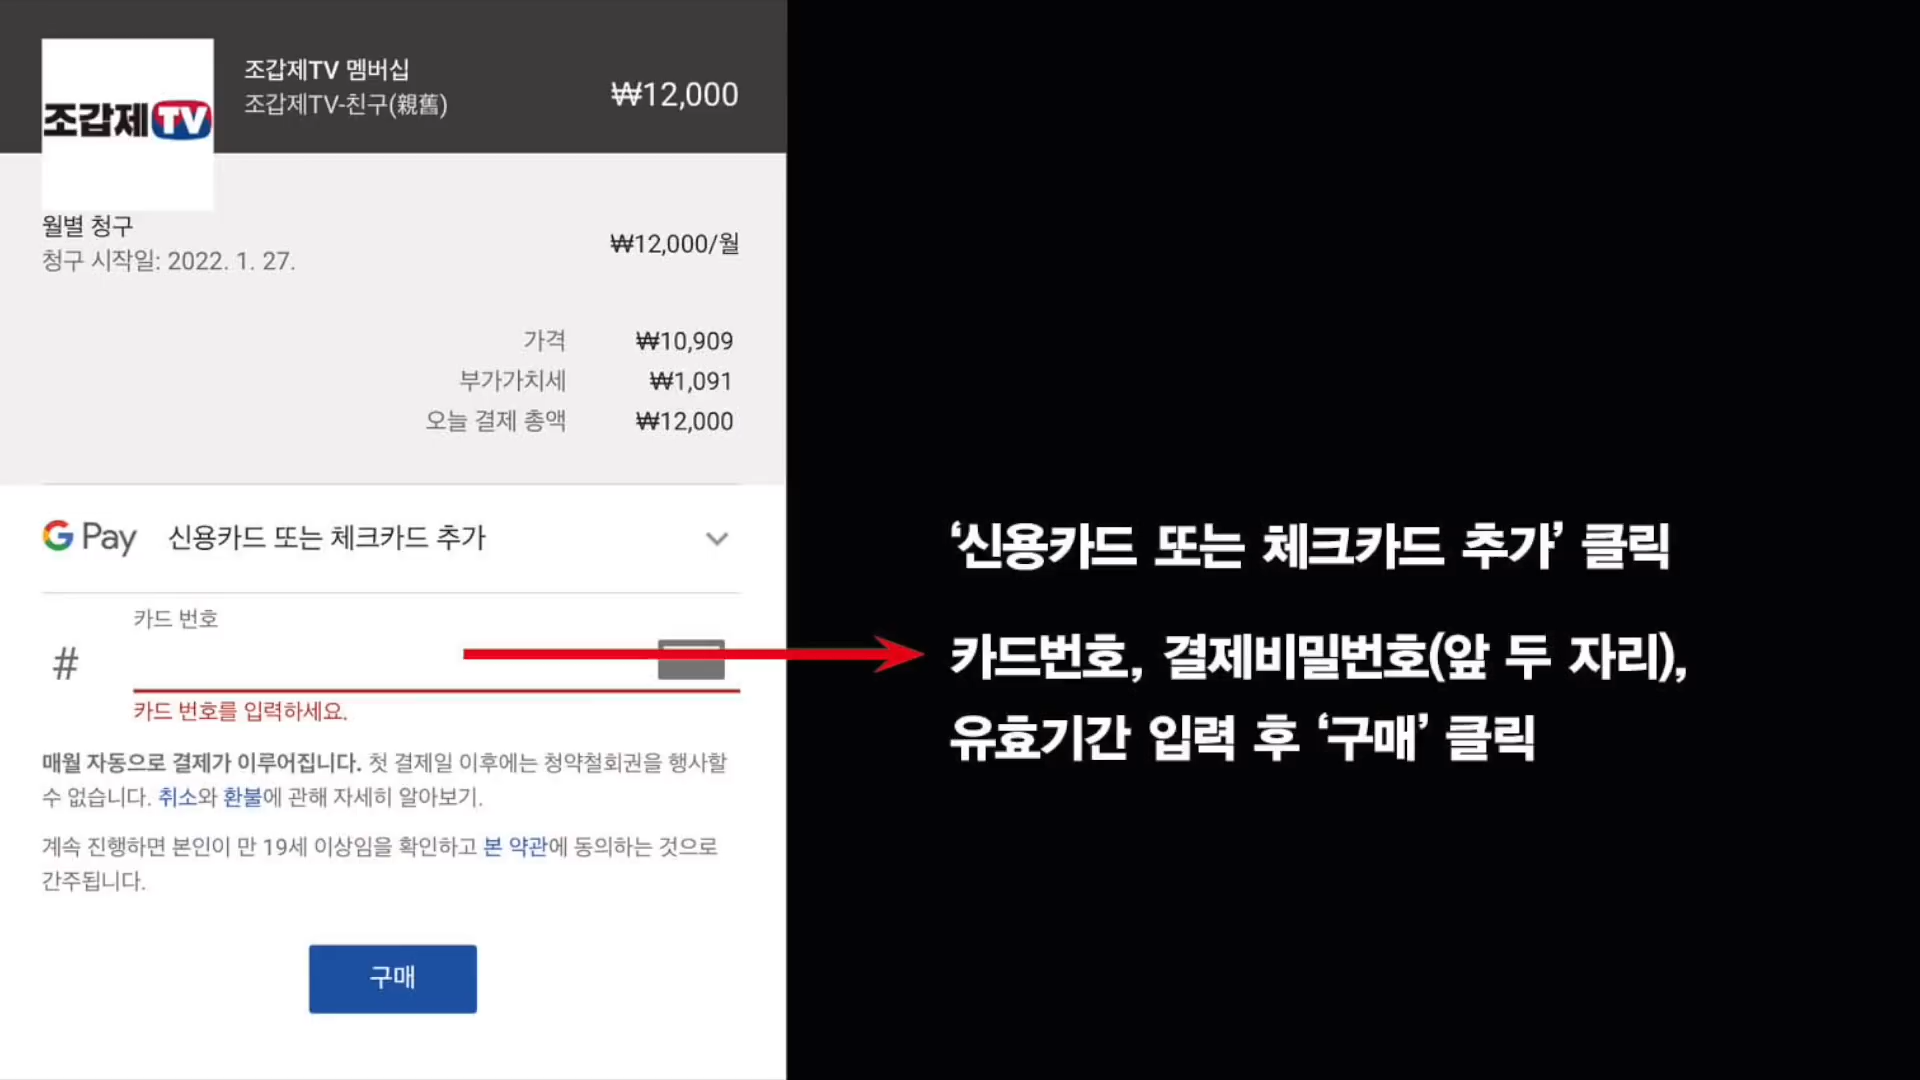 조갑제TV
조갑제TV 멤버십
조갑제TV-친구(親舊)
₩12,000
월별 청구
청구 시작일: 2022. 1. 27.
₩12,000/월
가격 ₩10,909
부가가치세 ₩1,091
오늘 결제 총액 ₩12,000
G Pay 신용카드 또는 체크카드 추가
카드 번호
#
카드 번호를 입력하세요.
매월 자동으로 결제가 이루어집니다. 첫 결제일 이후에는 청약철회권을 행사할
수 없습니다. 취소와 환불에 관해 자세히 알아보기.
계속 진행하면 본인이 만 19세 이상임을 확인하고 본 약관에 동의하는 것으로
간주됩니다.
구매
‘신용카드 또는 체크카드 추가’ 클릭
카드번호, 결제비밀번호(앞 두 자리),
유효기간 입력 후 ‘구매’ 클릭